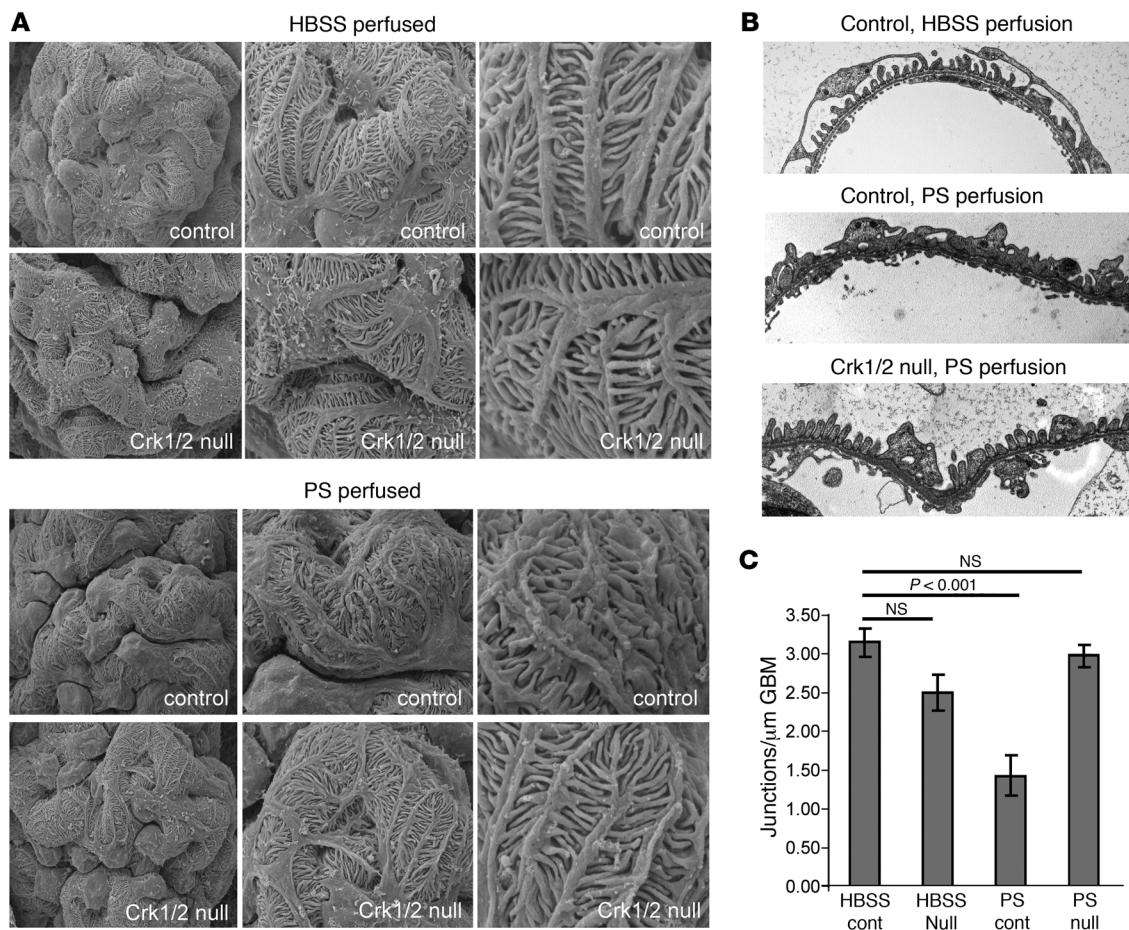 A
HBSS perfused
control
control
control
Crk1/2 null
Crk1/2 null
Crk1/2 null
PS perfused
control
control
control
Crk1/2 null
Crk1/2 null
Crk1/2 null
B
Control, HBSS perfusion
Control, PS perfusion
Crk1/2 null, PS perfusion
C
NS
P < 0.001
NS
Junctions/μm GBM
3.50
3.00
2.50
2.00
1.50
1.00
0.50
0.00
HBSS
cont
HBSS
Null
PS
cont
PS
null